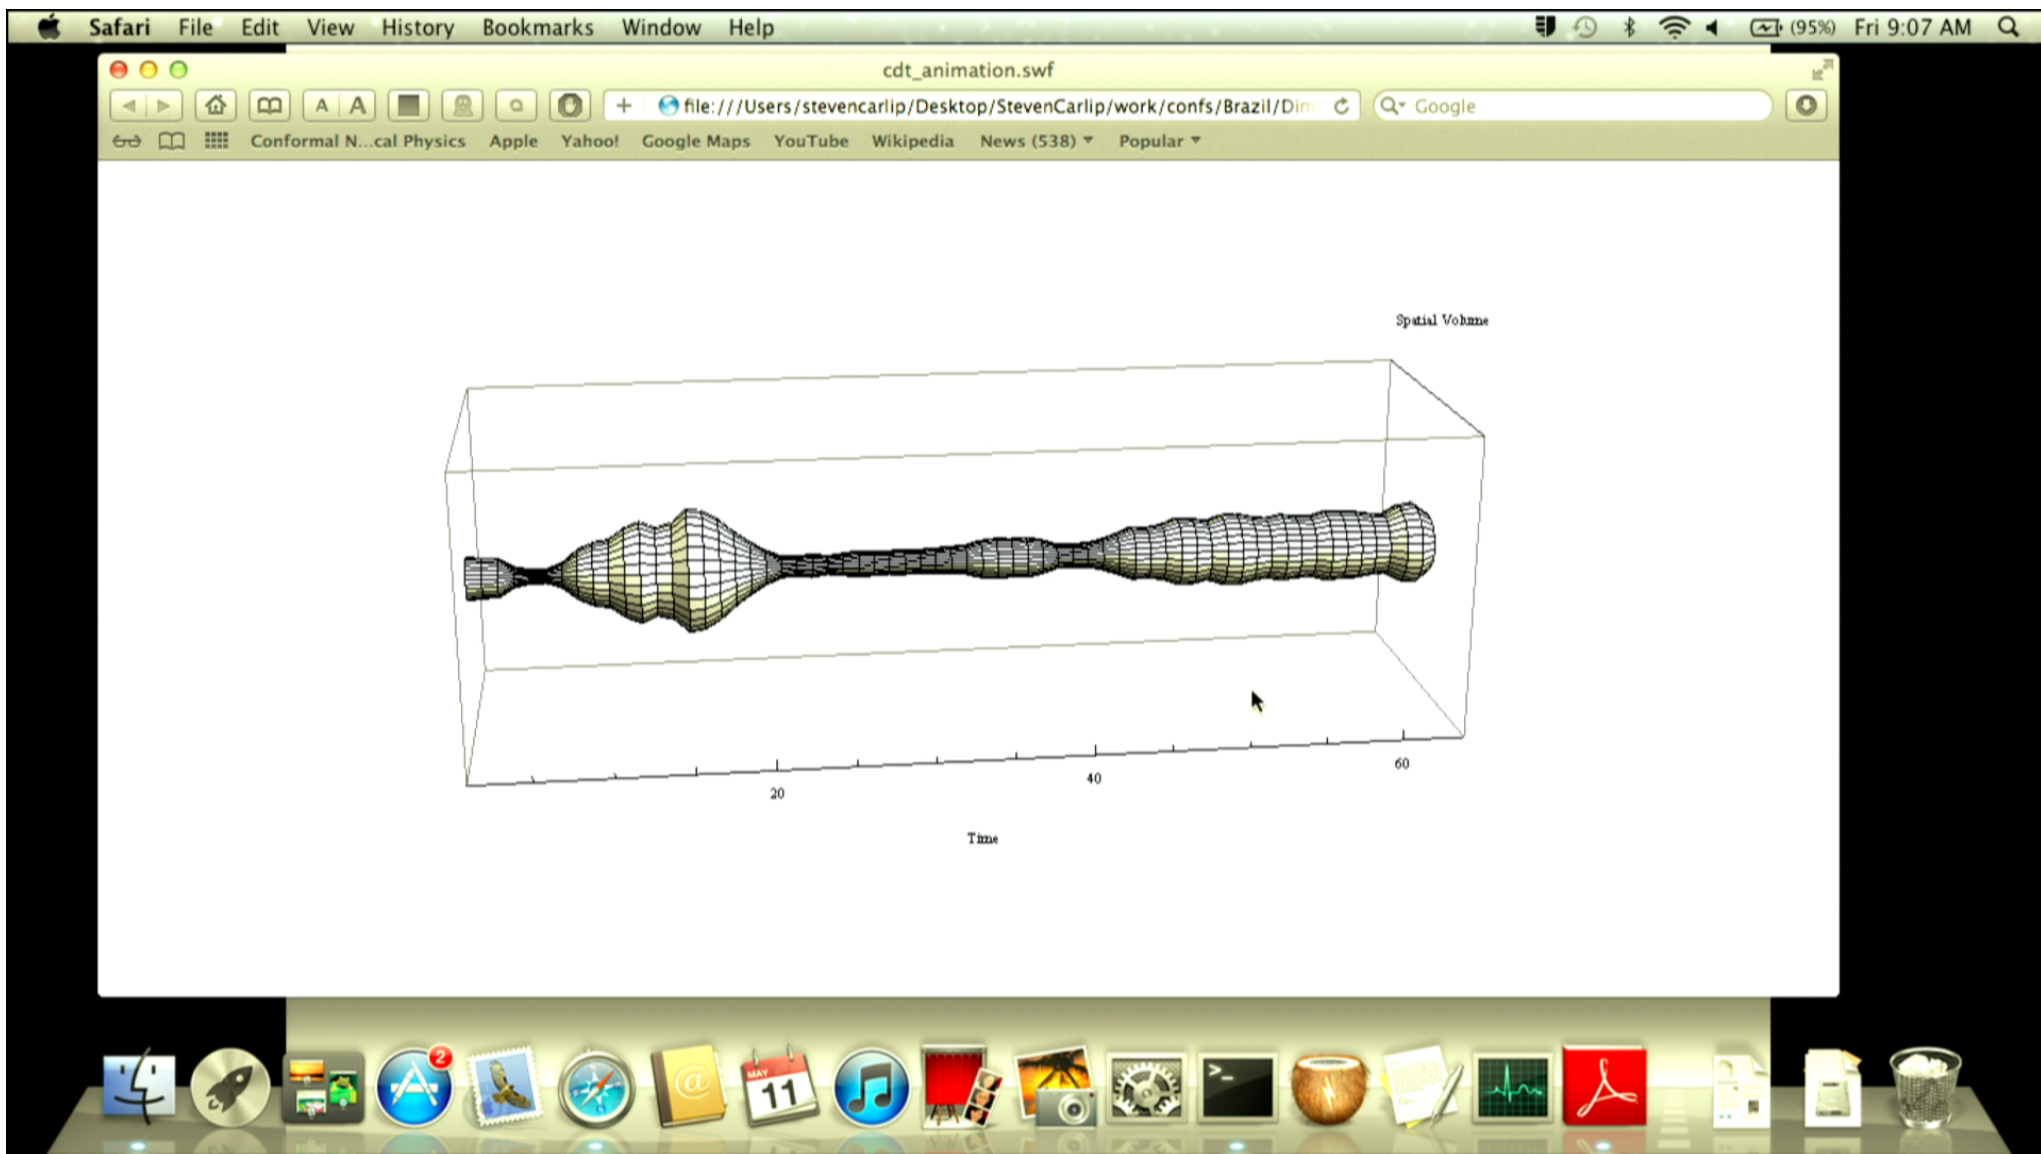 Safari File Edit View History Bookmarks Window Help (95%) Fri 9:07 AM
cdt_animation.swf
A A + file:///Users/stevencarlip/Desktop/StevenCarlip/work/confs/Brazil/Dim Google
Conformal N...cal Physics Apple Yahoo! Google Maps YouTube Wikipedia News (538) Popular
Spatial Volume
20
40
60
Time
2
@
MAY
11
>_